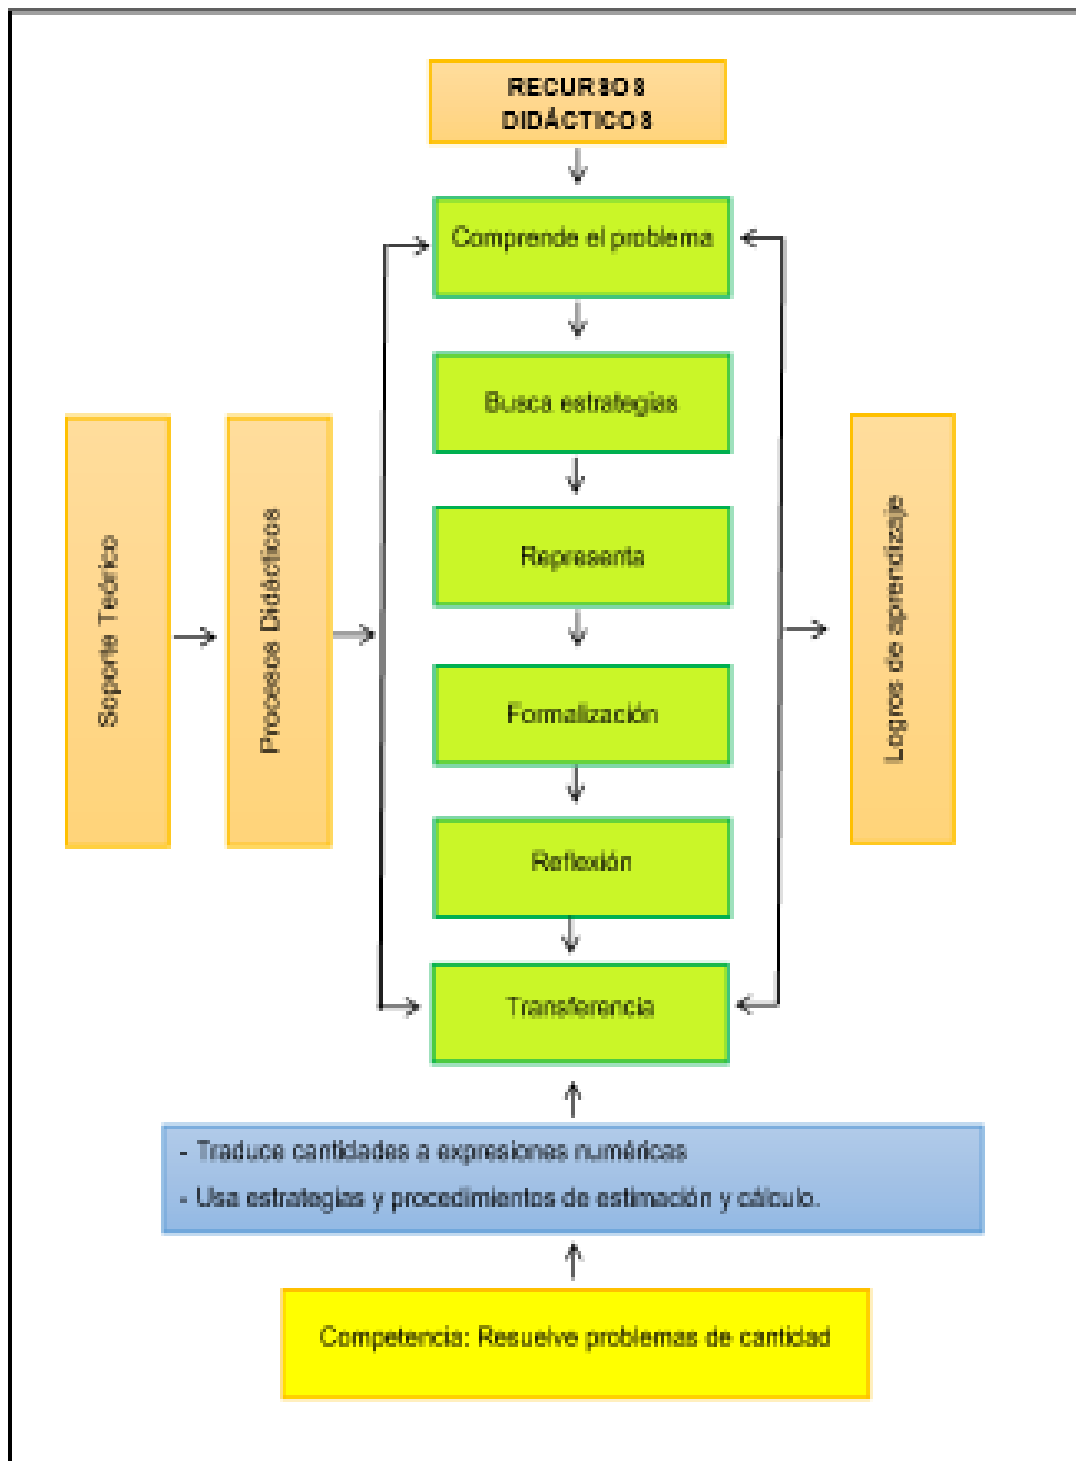 RECURSOS
DIDÁCTICOS
Comprende el problema
Busca estrategias
Representa
Formalización
Reflexión
Transferencia
Soporte Teórico
Procesos Didácticos
Logros de aprendizaje
- Traduce cantidades a expresiones numéricas
- Usa estrategias y procedimientos de estimación y cálculo.
Competencia: Resuelve problemas de cantidad